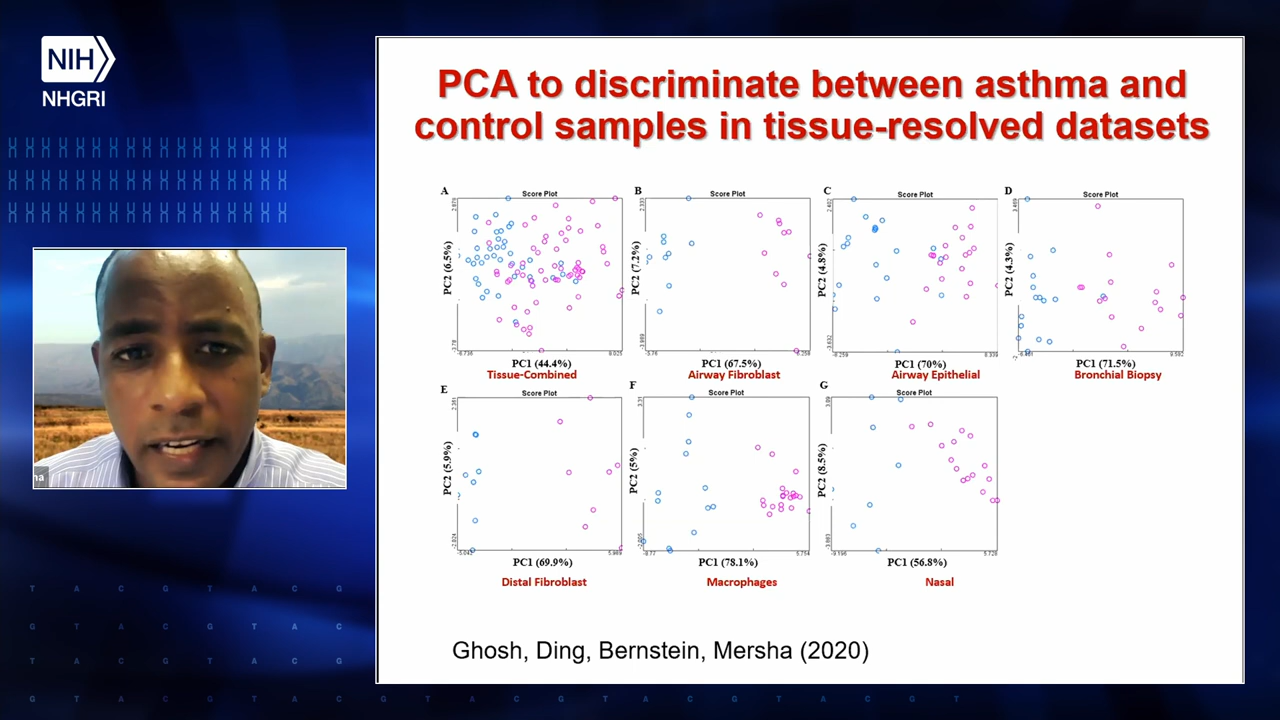 NIH
NHGRI
PCA to discriminate between asthma and
control samples in tissue-resolved datasets
A
Score Plot
PC2 (6.5%)
PC1 (44.4%)
Tissue-Combined
B
Score Plot
PC2 (7.2%)
PC1 (67.5%)
Airway Fibroblast
C
Score Plot
PC2 (4.8%)
PC1 (70%)
Airway Epithelial
D
Score Plot
PC2 (4.3%)
PC1 (71.5%)
Bronchial Biopsy
E
Score Plot
PC2 (5.9%)
PC1 (69.9%)
Distal Fibroblast
F
Score Plot
PC2 (5%)
PC1 (78.1%)
Macrophages
G
Score Plot
PC2 (8.5%)
PC1 (56.8%)
Nasal
Ghosh, Ding, Bernstein, Mersha (2020)